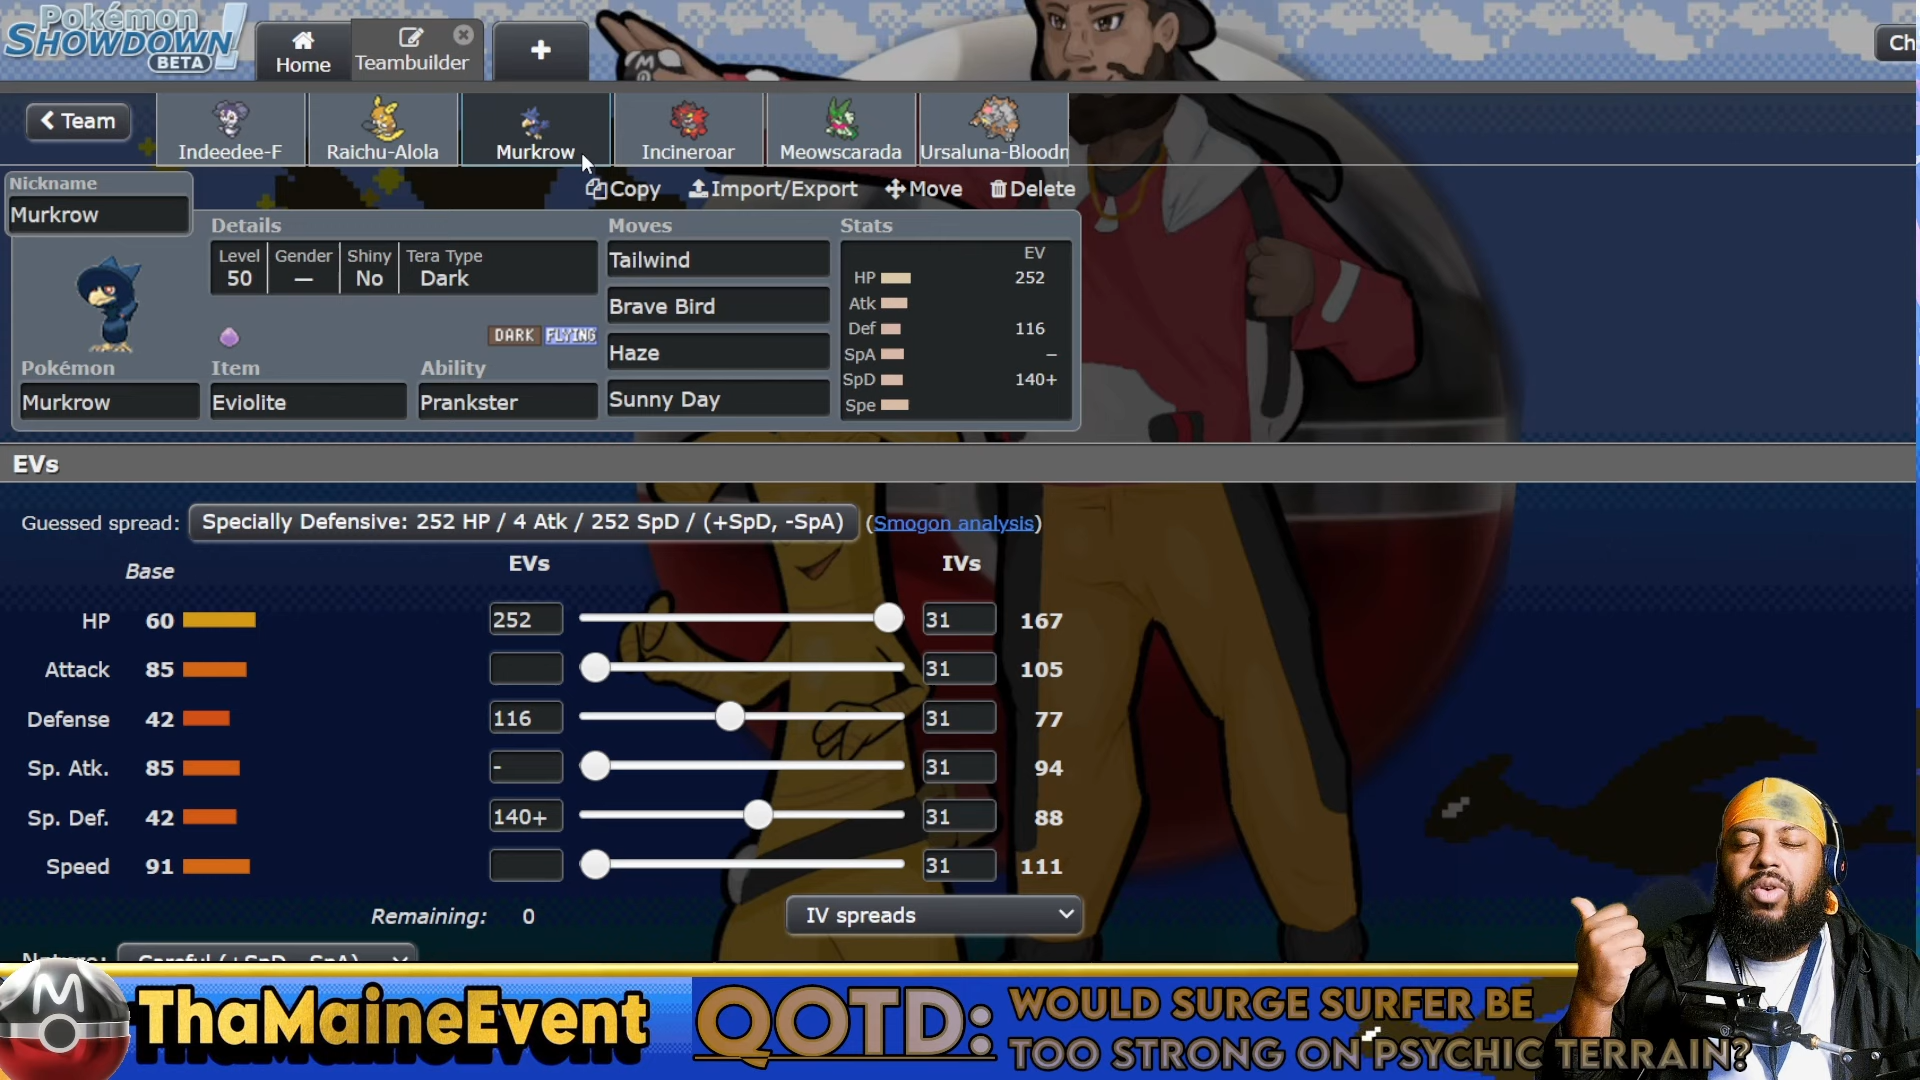 Pokémon
SHOWDOWN!
BETA
Home
Teambuilder
Ch
Team
Indeedee-F
Raichu-Alola
Murkrow
Incineroar
Meowscarada
Ursaluna-Bloodm
Copy
Import/Export
Move
Delete
Nickname
Murkrow
Details
Level
50
Gender
—
Shiny
No
Tera Type
Dark
DARK FLYING
Pokémon
Murkrow
Item
Eviolite
Ability
Prankster
Moves
Tailwind
Brave Bird
Haze
Sunny Day
Stats
EV
HP 252
Atk
Def 116
SpA –
SpD 140+
Spe
EVs
Guessed spread: Specially Defensive: 252 HP / 4 Atk / 252 SpD / (+SpD, -SpA) (Smogon analysis)
Base EVs IVs
HP 60 252 31 167
Attack 85 31 105
Defense 42 116 31 77
Sp. Atk. 85 - 31 94
Sp. Def. 42 140+ 31 88
Speed 91 31 111
Remaining: 0
IV spreads
Nature: Careful (+SpD, -SpA)
M
ThaMaineEvent
QOTD: WOULD SURGE SURFER BE
TOO STRONG ON PSYCHIC TERRAIN?